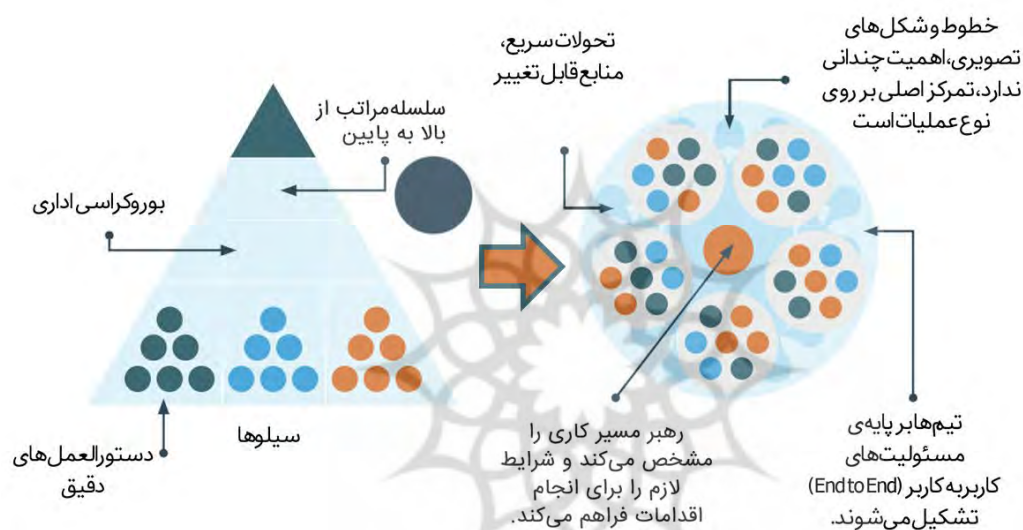 خطوط و شکل‌های
تصویری، اهمیت چندانی
ندارد، تمرکز اصلی بر روی
نوع عملیات است
تحولات سریع،
منابع قابل تغییر
سلسله‌مراتب از
بالا به پایین
بوروکراسی اداری
سیلوها
دستورالعمل‌های
دقیق
رهبر مسیر کاری را
مشخص می‌کند و شرایط
لازم را برای انجام
اقدامات فراهم می‌کند.
تیم‌ها بر پایه‌ی
مسئولیت‌های
کاربر به کاربر (End to End)
تشکیل می‌شوند.